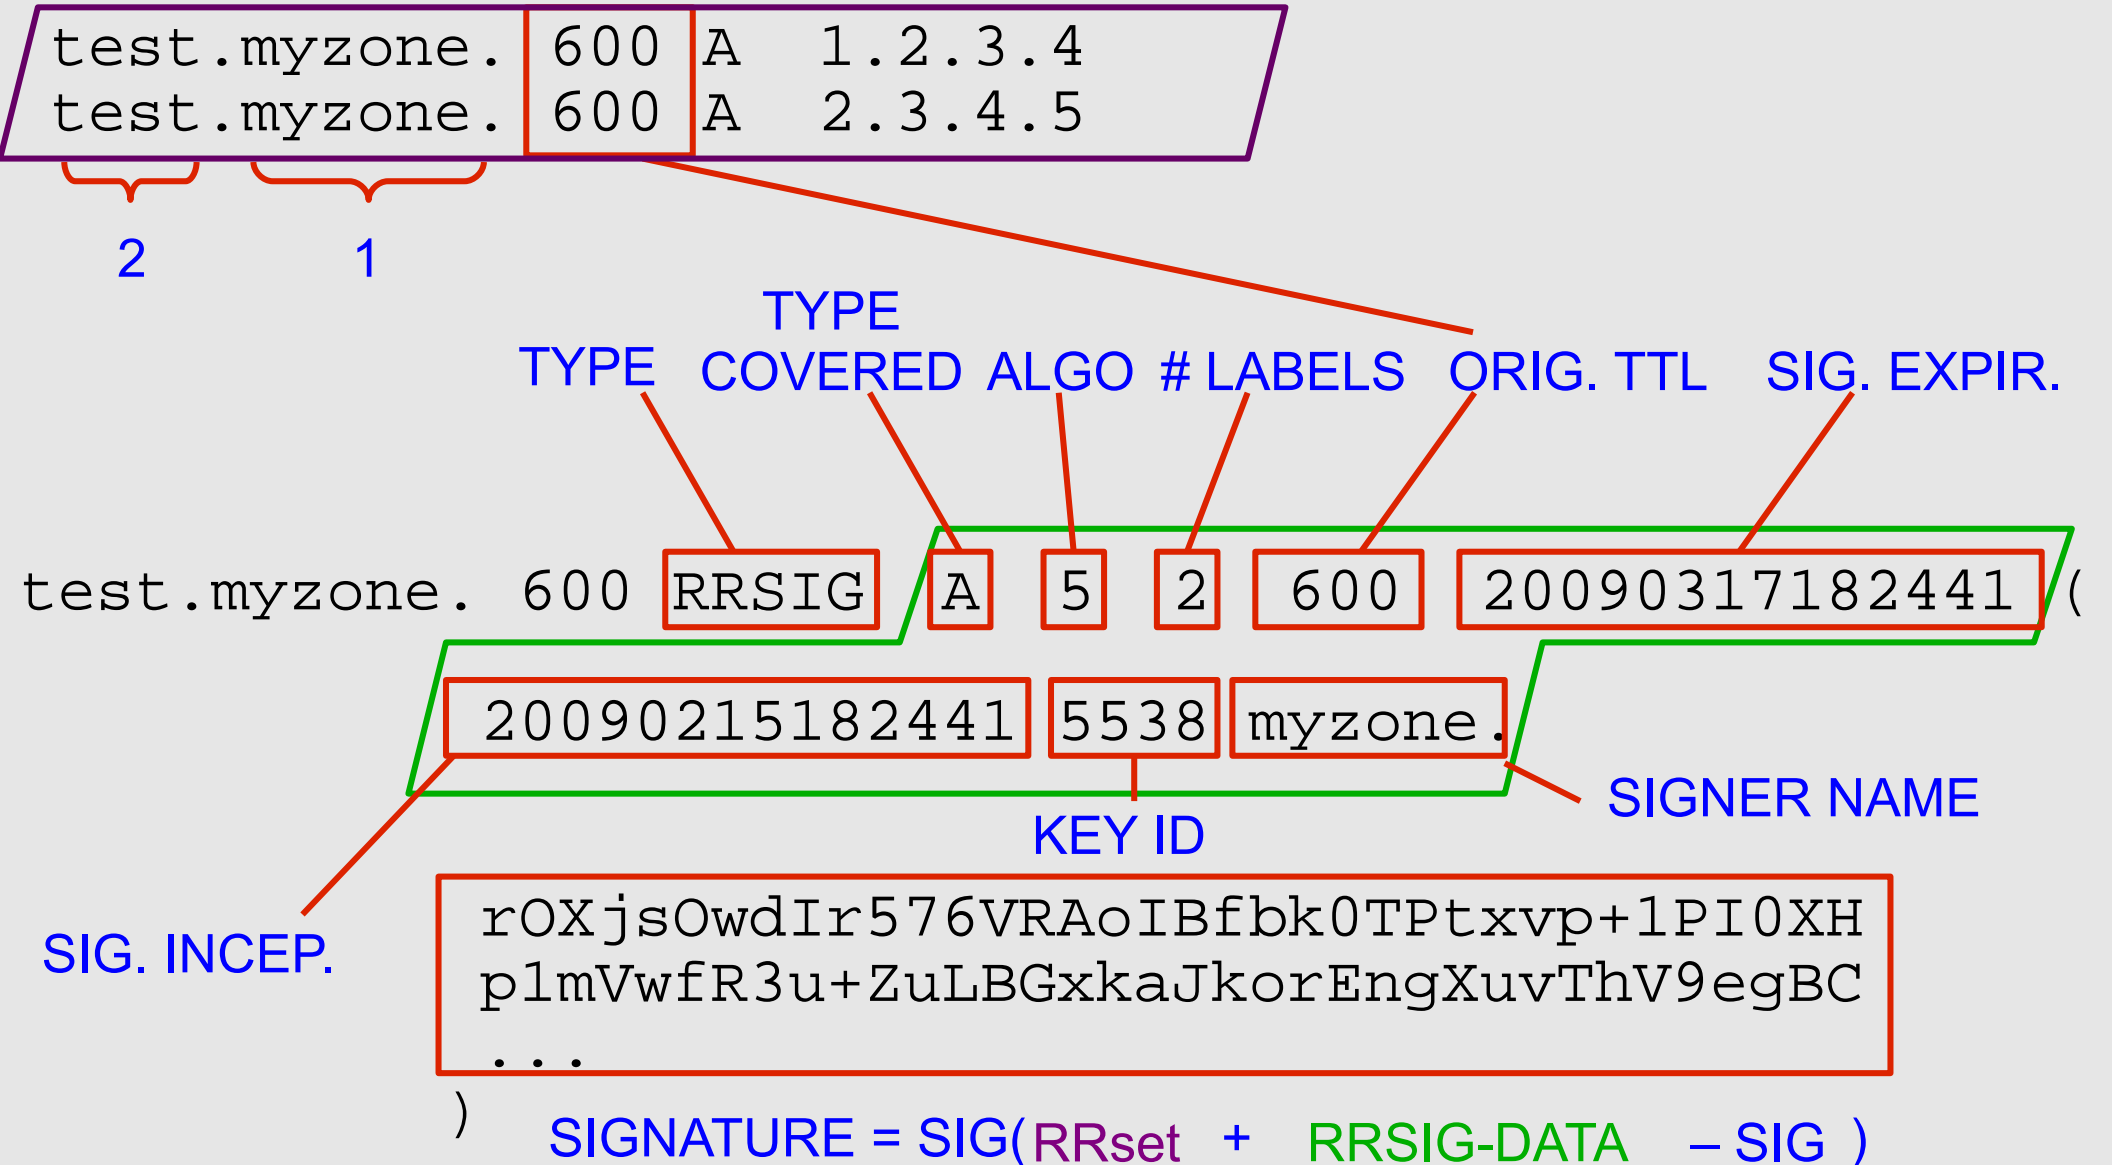 test.myzone. 600 A 1.2.3.4
test.myzone. 600 A 2.3.4.5
2 1
TYPE
TYPE COVERED ALGO # LABELS ORIG. TTL SIG. EXPIR.
test.myzone. 600 RRSIG A 5 2 600 20090317182441 (
20090215182441 5538 myzone.
SIGNER NAME
KEY ID
rOXjsOwdIr576VRAoIBfbk0TPtxvp+1PI0XH
SIG. INCEP.
p1mVwfR3u+ZuLBGxkaJkorEngXuvThV9egBC
...
)
SIGNATURE = SIG(RRset + RRSIG-DATA – SIG )